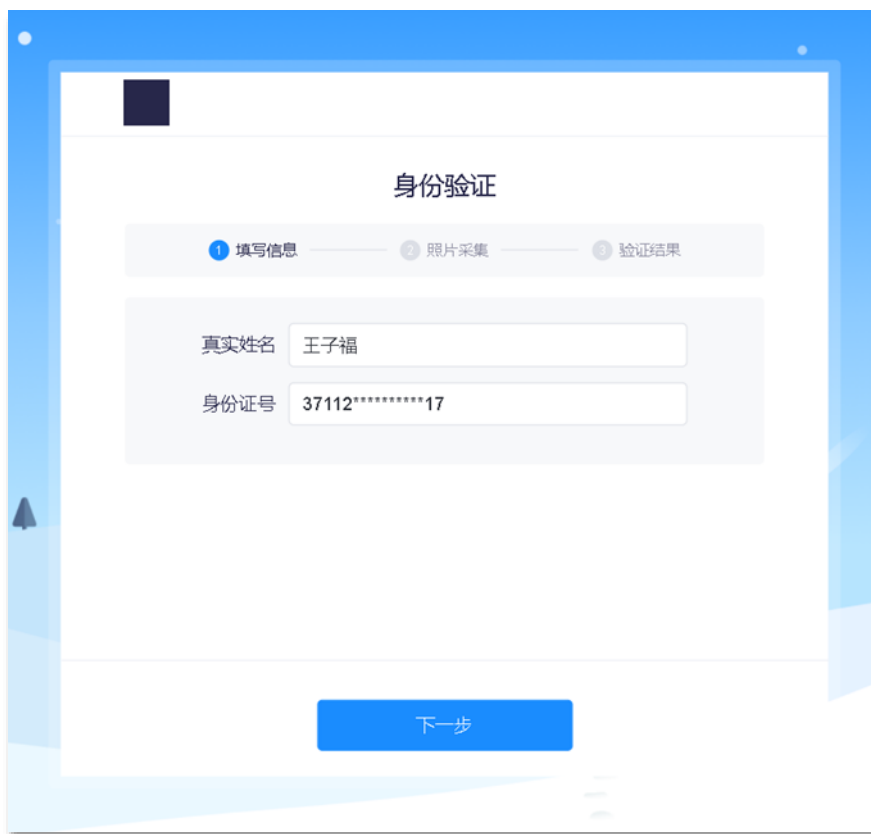 身份验证
1 填写信息 2 照片采集 3 验证结果
真实姓名 王子福
身份证号 37112**********17
下一步